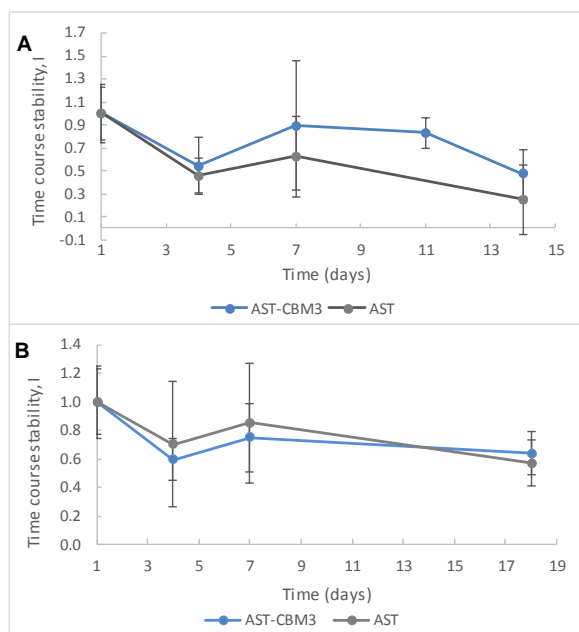 A
Time course stability, I
1.7
1.5
1.3
1.1
0.9
0.7
0.5
0.3
0.1
-0.1
1 3 5 7 9 11 13 15
Time (days)
AST-CBM3 AST
B
Time course stability, I
1.4
1.2
1.0
0.8
0.6
0.4
0.2
0.0
1 3 5 7 9 11 13 15 17 19
Time (days)
AST-CBM3 AST